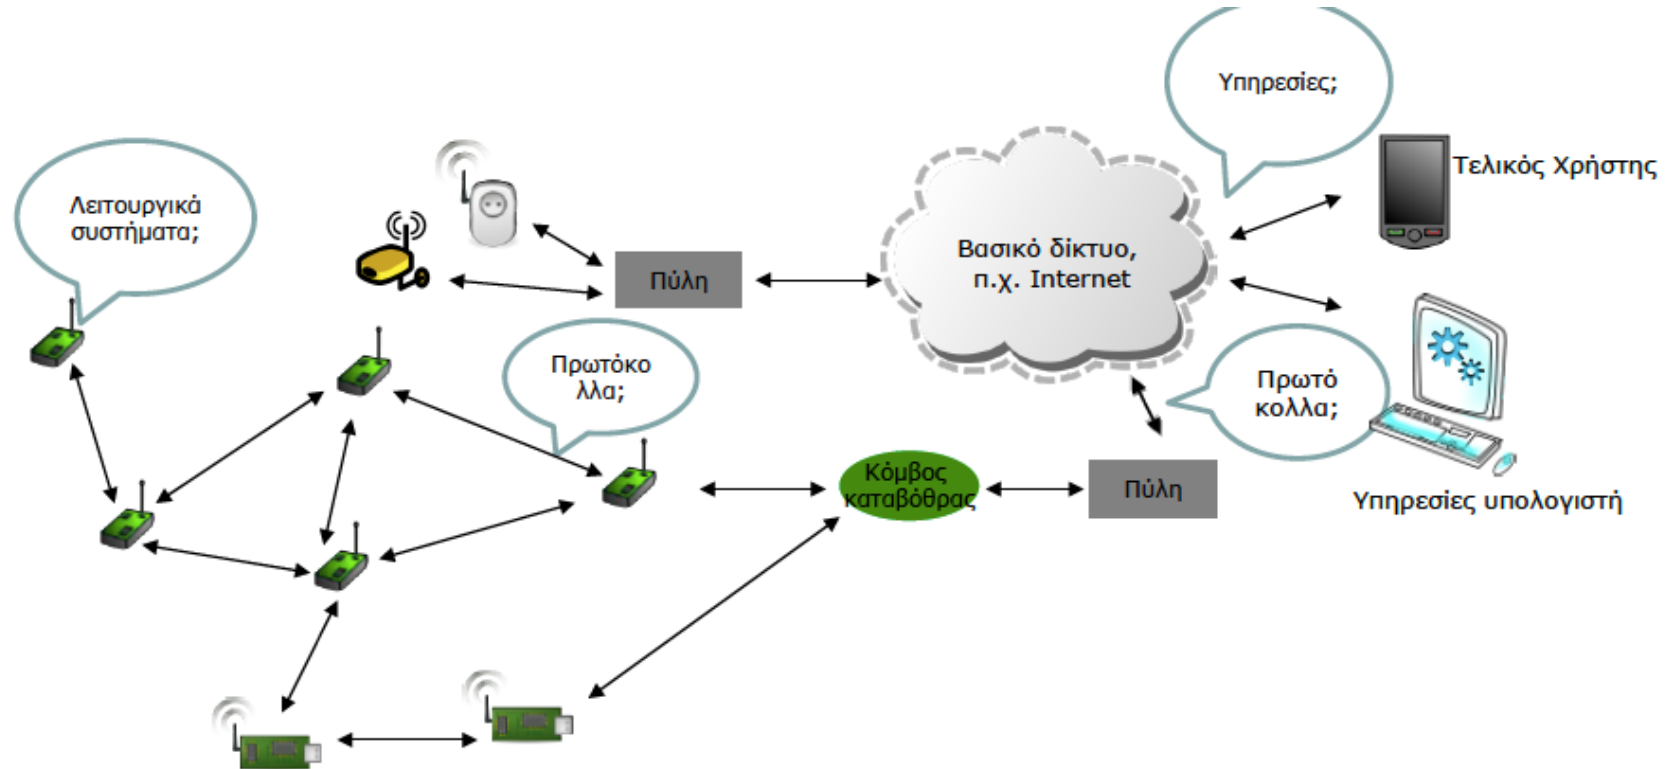 Υπηρεσίες;
Τελικός Χρήστης
Λειτουργικά
συστήματα;
Βασικό δίκτυο,
π.χ. Internet
Πύλη
Πρωτόκο
λλα;
Πρωτό
κολλα;
Κόμβος
καταβόθρας
Πύλη
Υπηρεσίες υπολογιστή